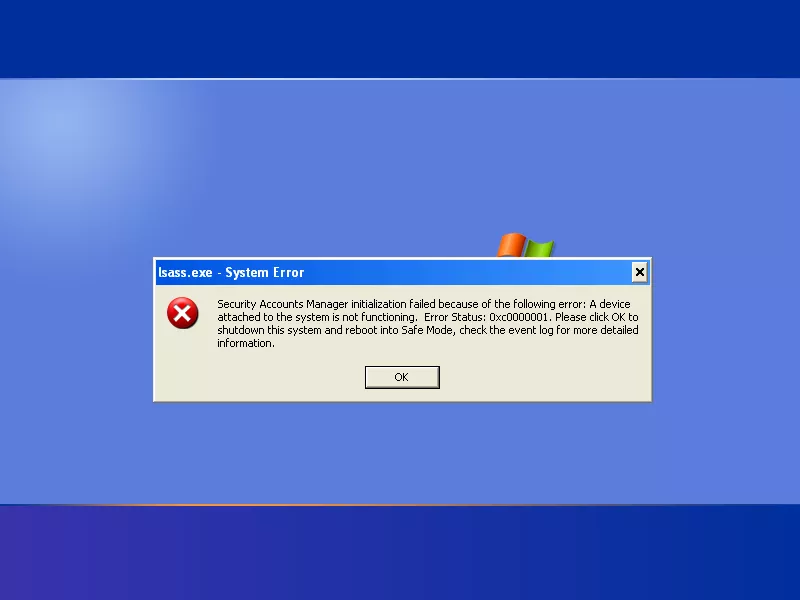 lsass.exe - System Error
Security Accounts Manager initialization failed because of the following error: A device
attached to the system is not functioning.  Error Status: 0xc0000001. Please click OK to
shutdown this system and reboot into Safe Mode, check the event log for more detailed
information.
OK